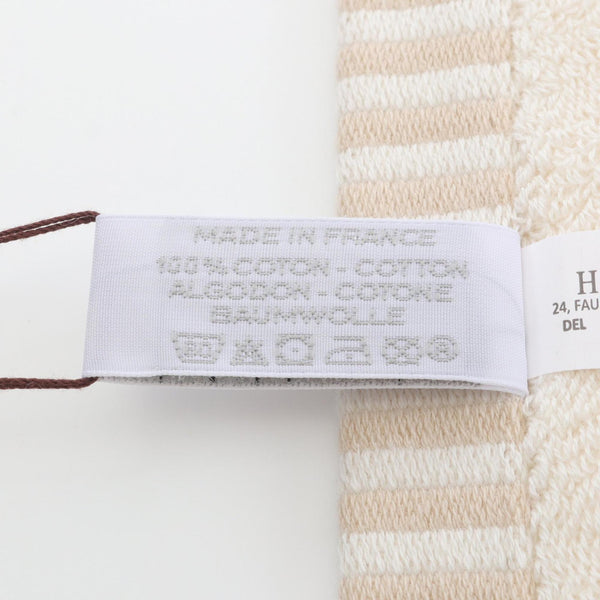 MADE IN FRANCE
100% COTON - COTTON
ALGODON - COTONE
BAUMWOLLE
H
24, FAU
DEL